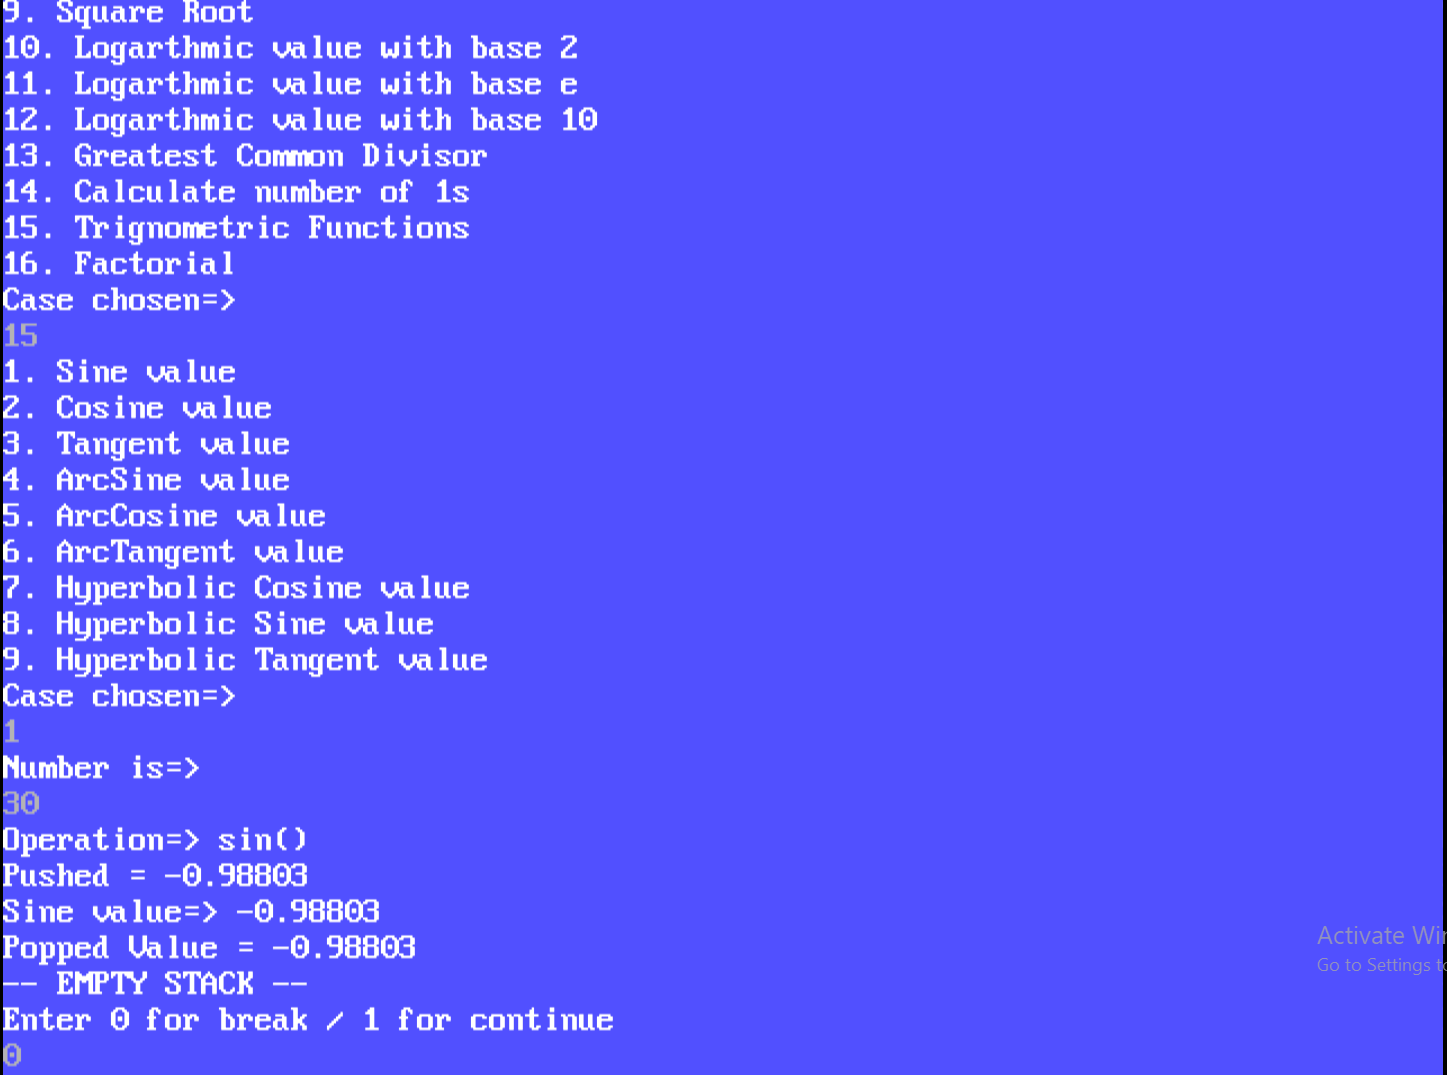 9. Square Root
10. Logarthmic value with base 2
11. Logarthmic value with base e
12. Logarthmic value with base 10
13. Greatest Common Divisor
14. Calculate number of 1s
15. Trignometric Functions
16. Factorial
Case chosen=>
15
1. Sine value
2. Cosine value
3. Tangent value
4. ArcSine value
5. ArcCosine value
6. ArcTangent value
7. Hyperbolic Cosine value
8. Hyperbolic Sine value
9. Hyperbolic Tangent value
Case chosen=>
1
Number is=>
30
Operation=> sin()
Pushed = -0.98803
Sine value=> -0.98803
Popped Value = -0.98803
-- EMPTY STACK --
Enter 0 for break / 1 for continue
0
Activate Win
Go to Settings to